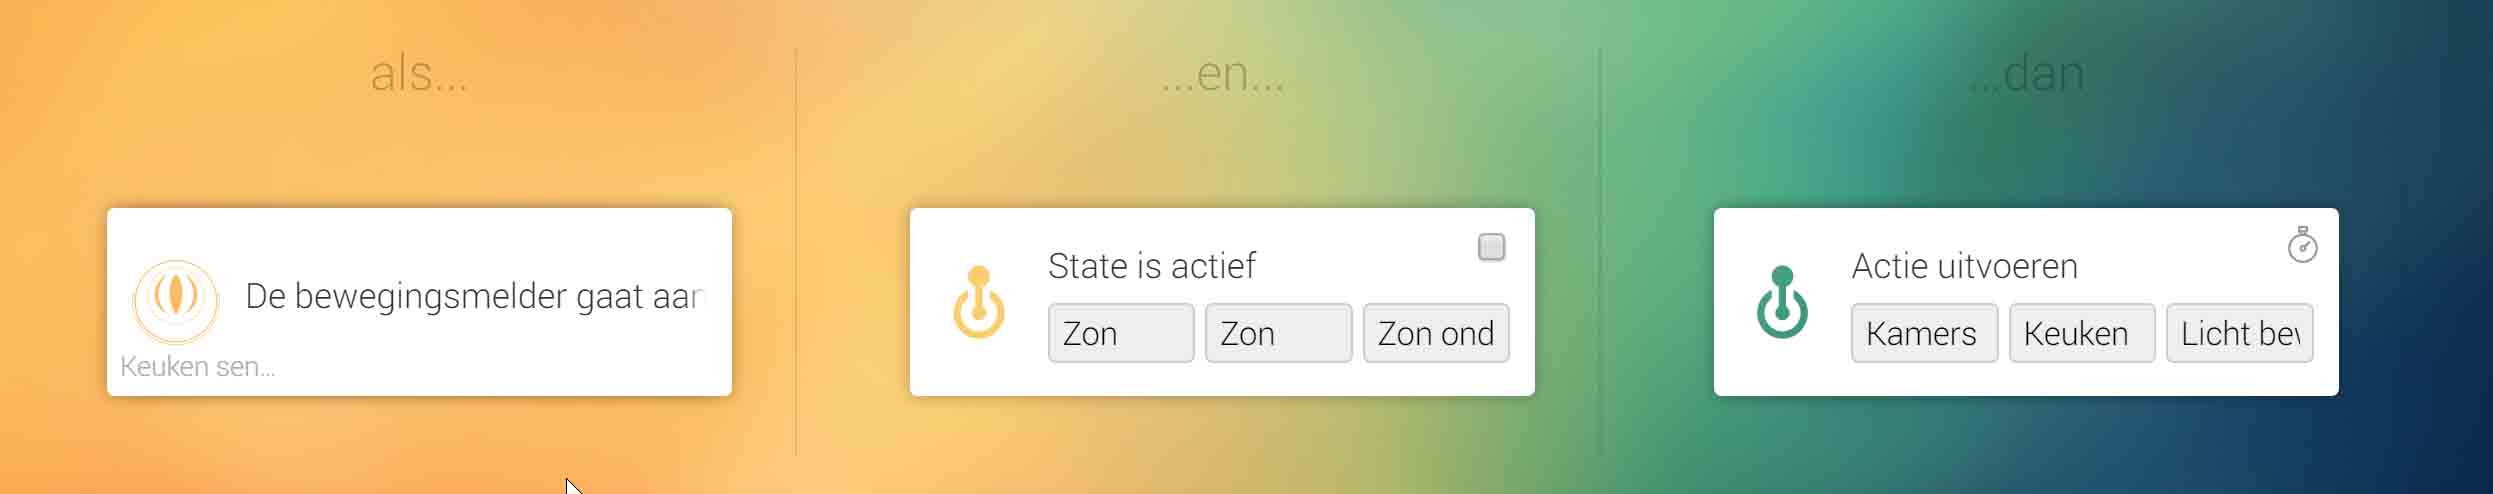 als...
...en...
...dan
De bewegingsmelder gaat aan
Keuken sen...
State is actief
Zon Zon Zon ond
Actie uitvoeren
Kamers Keuken Licht bew